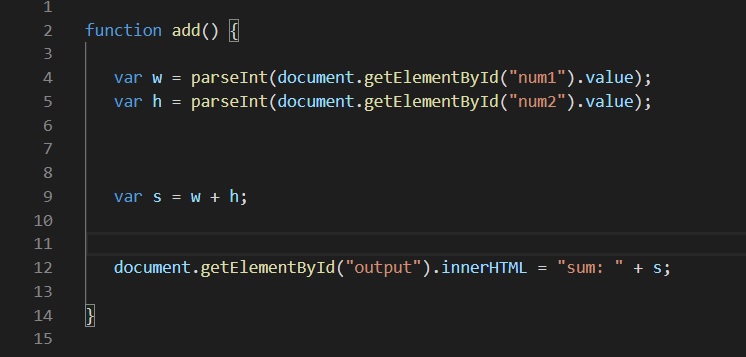 1
2 function add() {
3
4 var w = parseInt(document.getElementById("num1").value);
5 var h = parseInt(document.getElementById("num2").value);
6
7
8
9 var s = w + h;
10
11
12 document.getElementById("output").innerHTML = "sum: " + s;
13
14 }
15